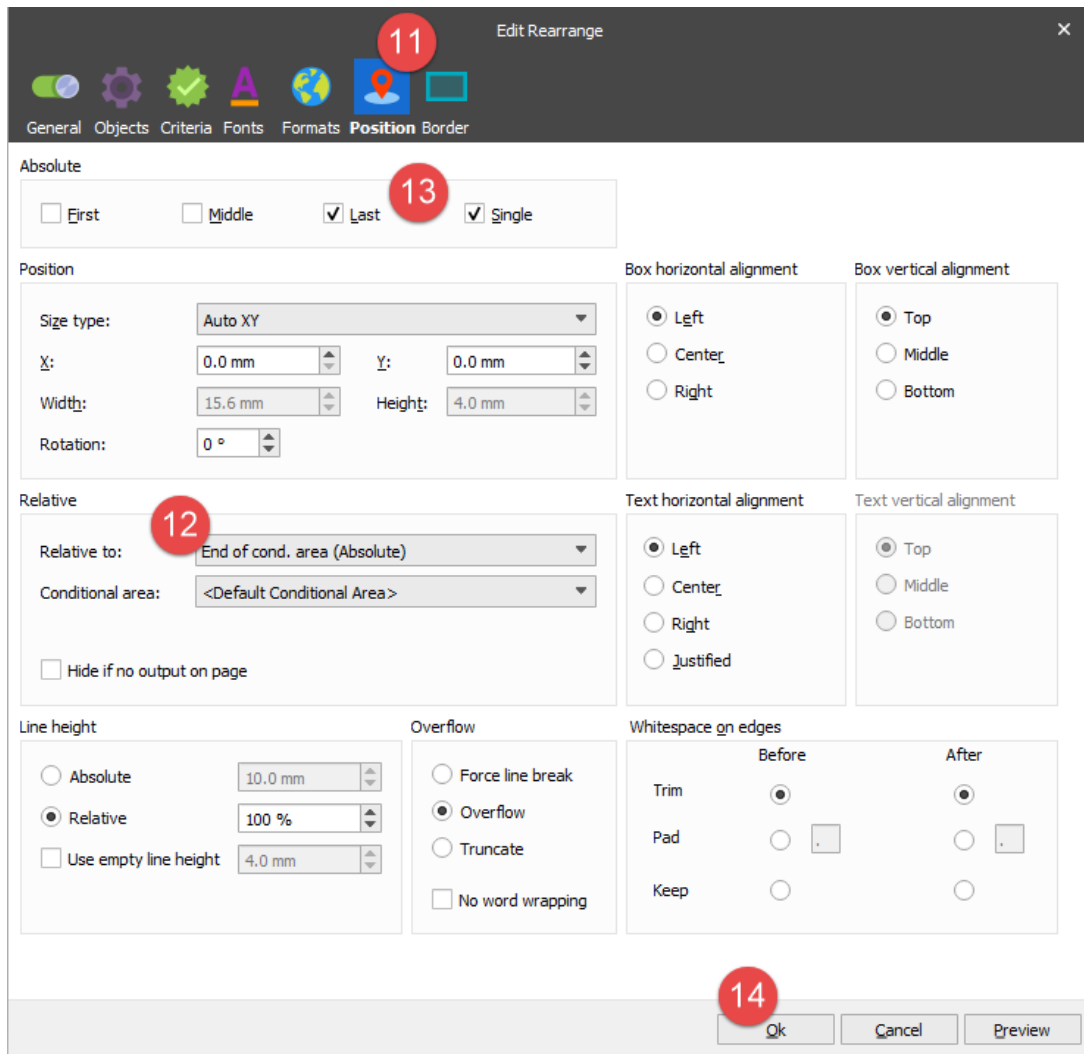 Edit Rearrange
11
General Objects Criteria Fonts Formats Position Border
Absolute
13
First Middle Last Single
Position
Size type: Auto XY
X: 0.0 mm Y: 0.0 mm
Width: 15.6 mm Height: 4.0 mm
Rotation: 0 °
Box horizontal alignment
Left
Center
Right
Box vertical alignment
Top
Middle
Bottom
Relative
12
Relative to: End of cond. area (Absolute)
Conditional area: <Default Conditional Area>
Hide if no output on page
Text horizontal alignment
Left
Center
Right
Justified
Text vertical alignment
Top
Middle
Bottom
Line height
Absolute 10.0 mm
Relative 100 %
Use empty line height 4.0 mm
Overflow
Force line break
Overflow
Truncate
No word wrapping
Whitespace on edges
Before After
Trim
Pad . .
Keep
14
Ok Cancel Preview